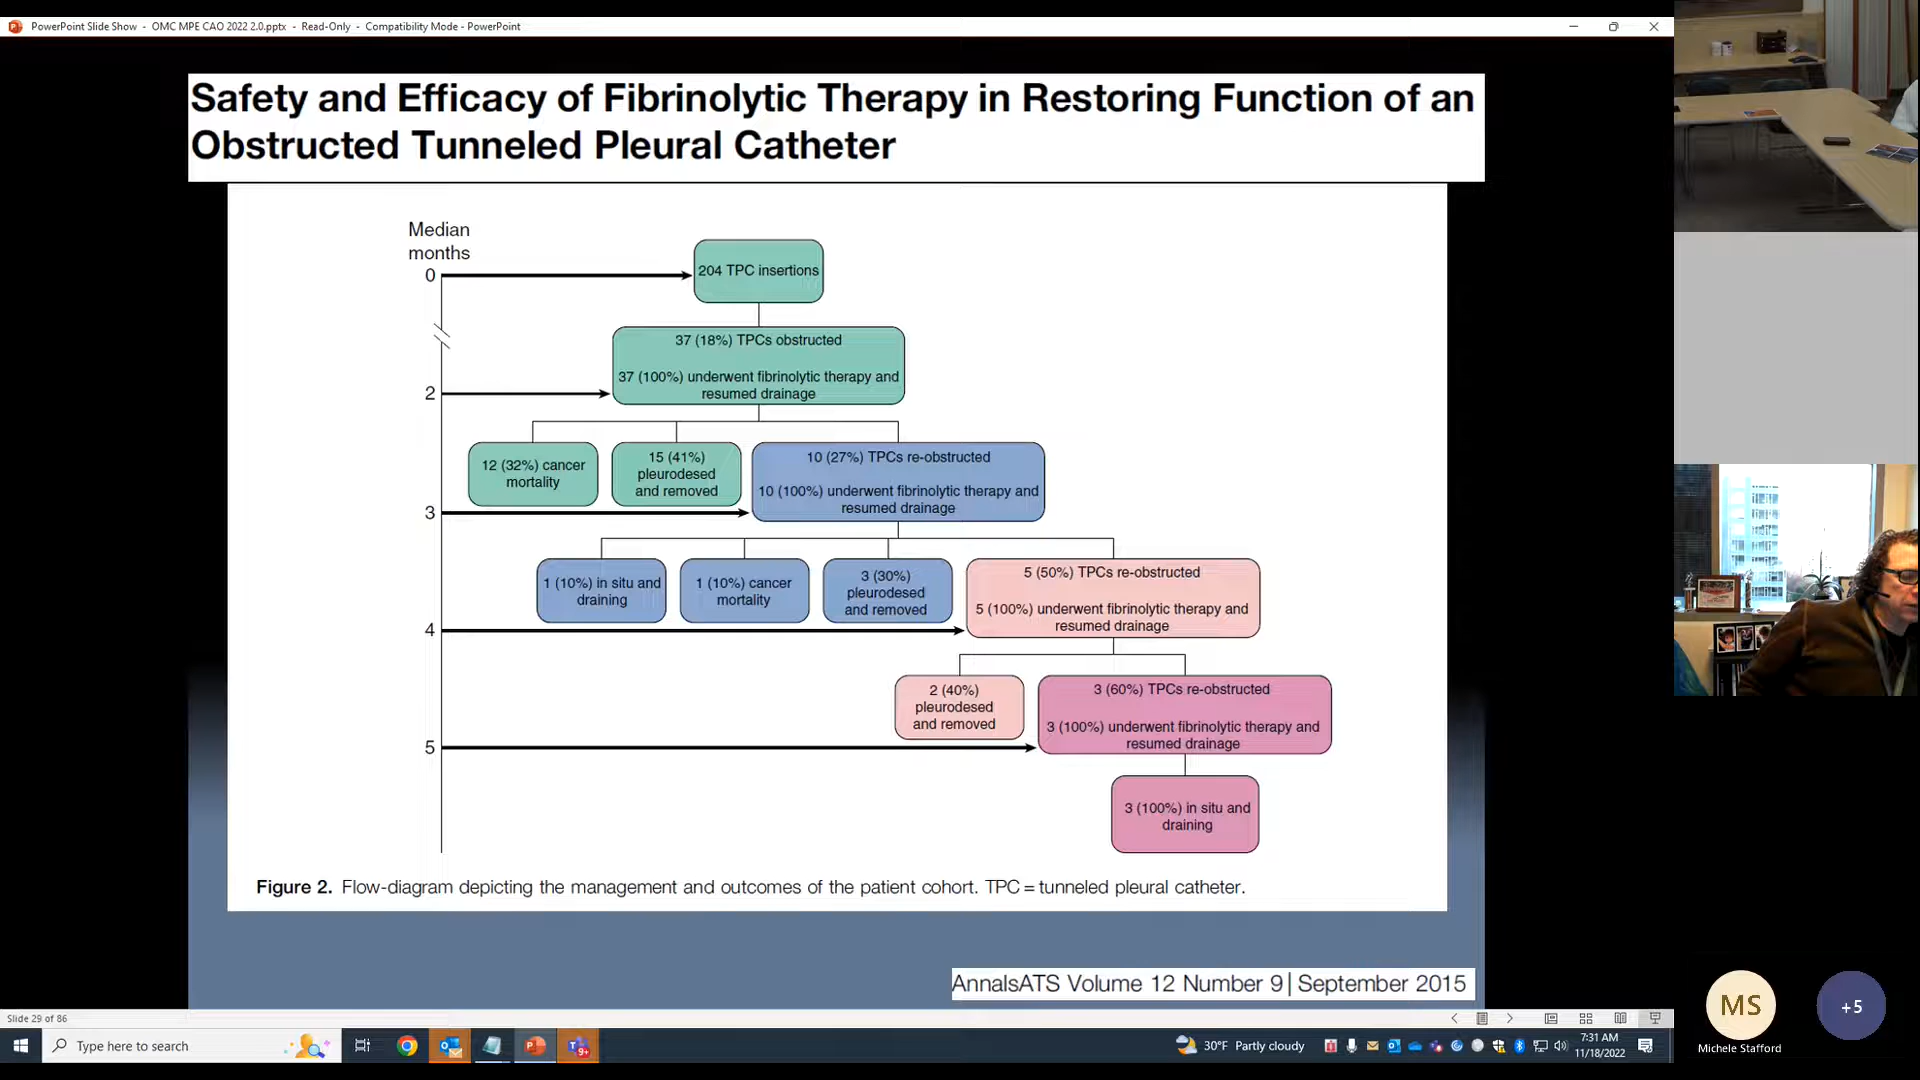 PowerPoint Slide Show - OMC MPE CAO 2022 2.0.pptx - Read-Only - Compatibility Mode - PowerPoint
Safety and Efficacy of Fibrinolytic Therapy in Restoring Function of an
Obstructed Tunneled Pleural Catheter
Median
months
0
204 TPC insertions
37 (18%) TPCs obstructed
37 (100%) underwent fibrinolytic therapy and
resumed drainage
2
12 (32%) cancer
mortality
15 (41%)
pleurodesed
and removed
10 (27%) TPCs re-obstructed
10 (100%) underwent fibrinolytic therapy and
resumed drainage
3
1 (10%) in situ and
draining
1 (10%) cancer
mortality
3 (30%)
pleurodesed
and removed
5 (50%) TPCs re-obstructed
5 (100%) underwent fibrinolytic therapy and
resumed drainage
4
2 (40%)
pleurodesed
and removed
3 (60%) TPCs re-obstructed
3 (100%) underwent fibrinolytic therapy and
resumed drainage
5
3 (100%) in situ and
draining
Figure 2. Flow-diagram depicting the management and outcomes of the patient cohort. TPC = tunneled pleural catheter.
AnnalsATS Volume 12 Number 9| September 2015
Slide 29 of 86
Type here to search
9+
30°F Partly cloudy
7:31 AM
11/18/2022
MS
+5
Michele Stafford